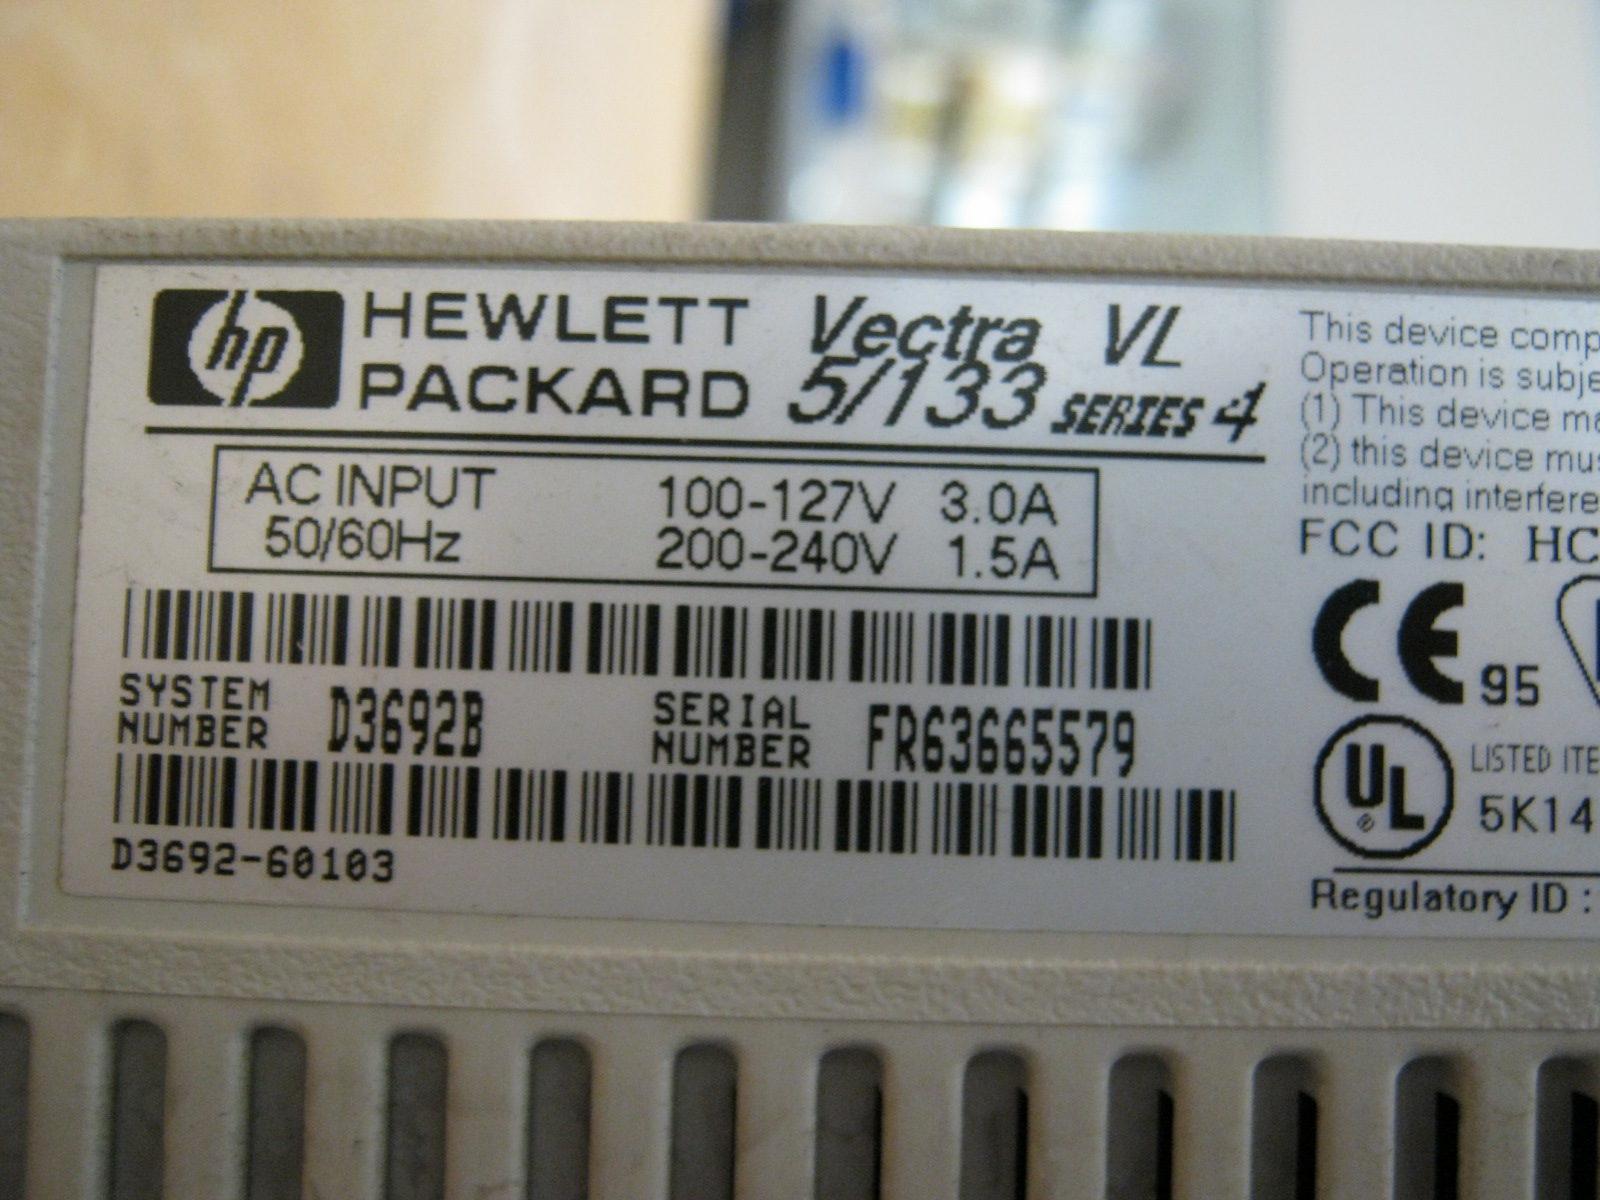 hp HEWLETT PACKARD Vectra VL 5/133 SERIES 4
AC INPUT 100-127V 3.0A
50/60Hz 200-240V 1.5A
SYSTEM NUMBER D3692B SERIAL NUMBER FR63665579
D3692-60103
This device comp
Operation is subje
(1) This device ma
(2) this device mus
including interfere
FCC ID: HC
CE 95
UL LISTED ITE
5K14
Regulatory ID :